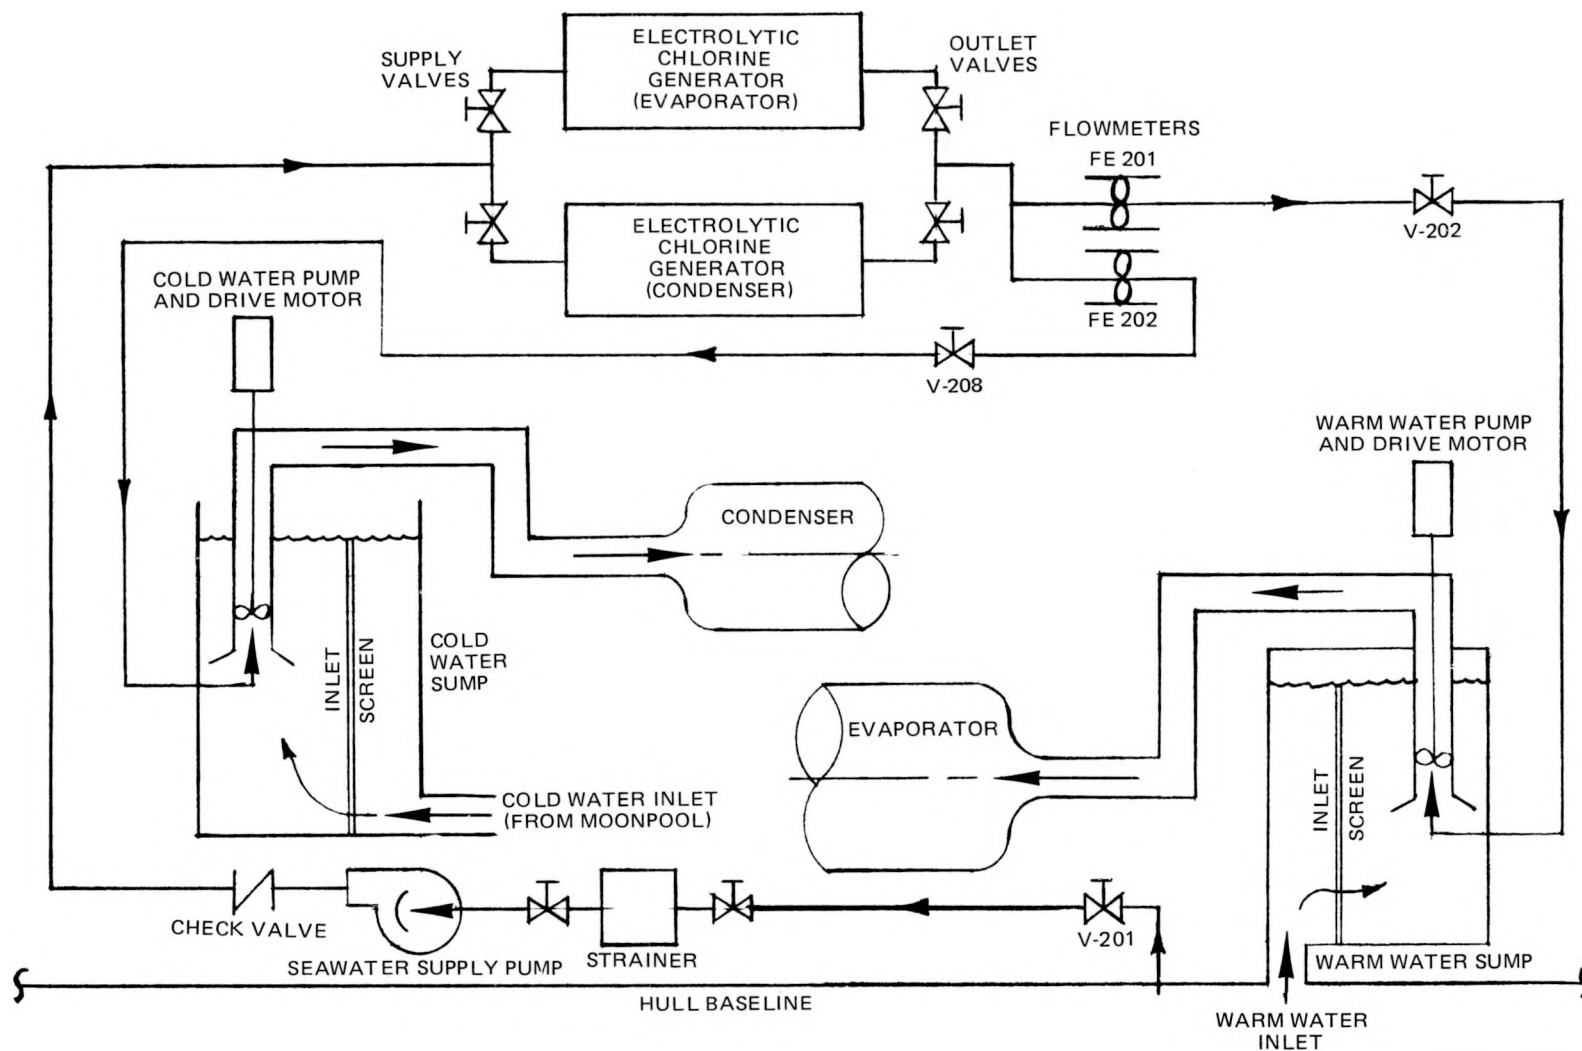 SUPPLY
VALVES
ELECTROLYTIC
CHLORINE
GENERATOR
(EVAPORATOR)
OUTLET
VALVES
FLOWMETERS
FE 201
ELECTROLYTIC
CHLORINE
GENERATOR
(CONDENSER)
V-202
FE 202
COLD WATER PUMP
AND DRIVE MOTOR
V-208
WARM WATER PUMP
AND DRIVE MOTOR
CONDENSER
INLET
SCREEN
COLD
WATER
SUMP
EVAPORATOR
INLET
SCREEN
COLD WATER INLET
(FROM MOONPOOL)
CHECK VALVE
SEAWATER SUPPLY PUMP
STRAINER
V-201
WARM WATER SUMP
HULL BASELINE
WARM WATER
INLET